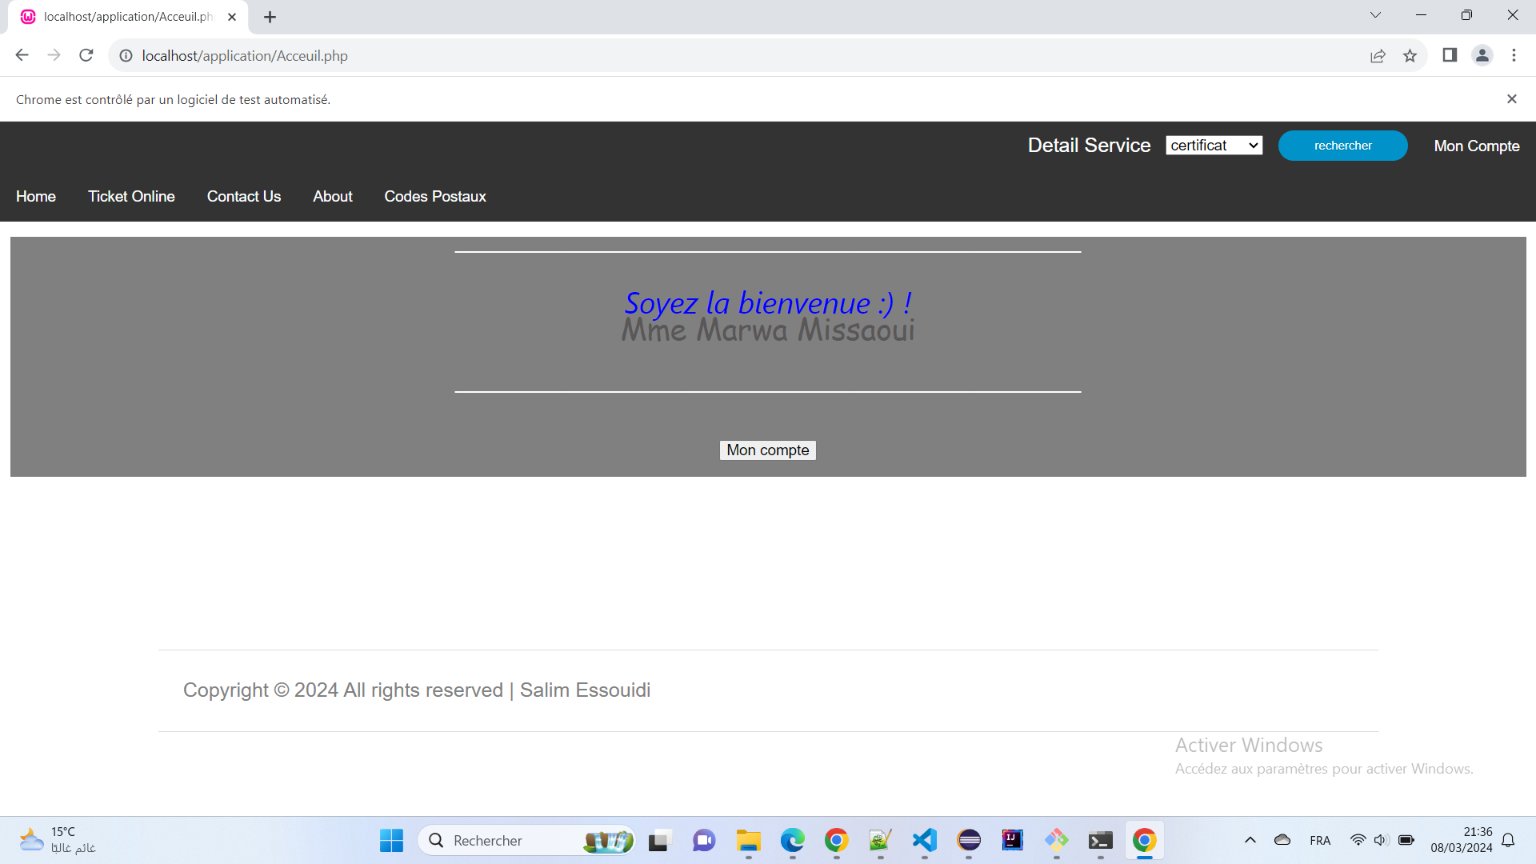 localhost/application/Acceuil.ph
localhost/application/Acceuil.php
Chrome est contrôlé par un logiciel de test automatisé.
Detail Service certificat rechercher Mon Compte
Home Ticket Online Contact Us About Codes Postaux
Soyez la bienvenue :) !
Mme Marwa Missaoui
Mon compte
Copyright © 2024 All rights reserved | Salim Essouidi
Activer Windows
Accédez aux paramètres pour activer Windows.
15°C
غائم غالبًا
Rechercher
FRA
21:36
08/03/2024